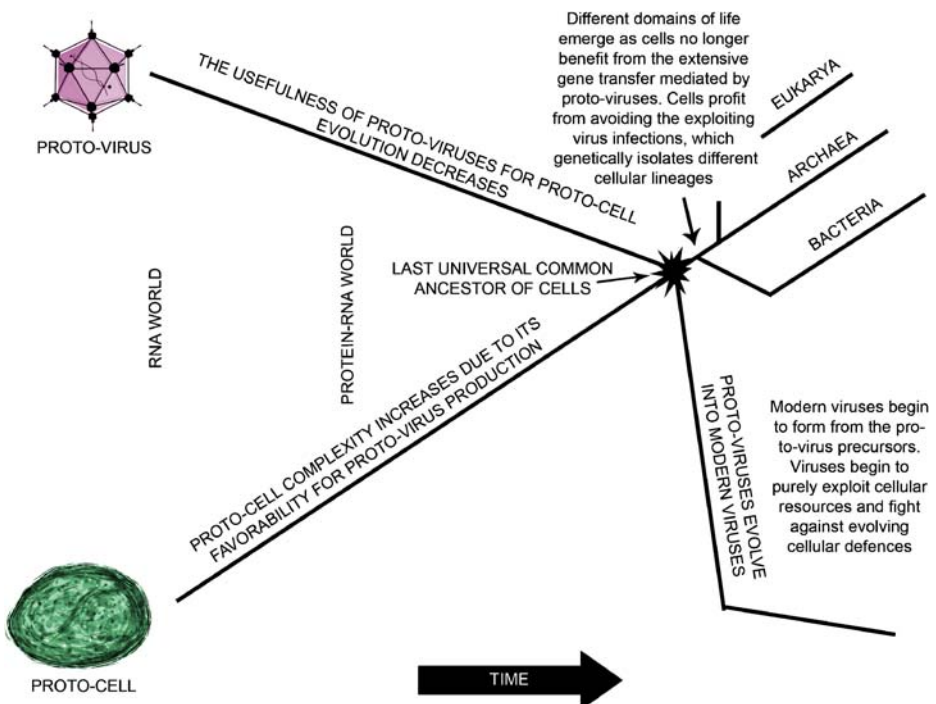 PROTO-VIRUS
THE USEFULNESS OF PROTO-VIRUSES FOR PROTO-CELL
EVOLUTION DECREASES
Different domains of life
emerge as cells no longer
benefit from the extensive
gene transfer mediated by
proto-viruses. Cells profit
from avoiding the exploiting
virus infections, which
genetically isolates different
cellular lineages
EUKARYA
ARCHAEA
BACTERIA
RNA WORLD
PROTEIN-RNA WORLD
LAST UNIVERSAL COMMON
ANCESTOR OF CELLS
PROTO-CELL COMPLEXITY INCREASES DUE TO ITS
FAVORABILITY FOR PROTO-VIRUS PRODUCTION
PROTO-VIRUSES EVOLVE
INTO MODERN VIRUSES
Modern viruses begin
to form from the pro-
to-virus precursors.
Viruses begin to
purely exploit cellular
resources and fight
against evolving
cellular defences
PROTO-CELL
TIME